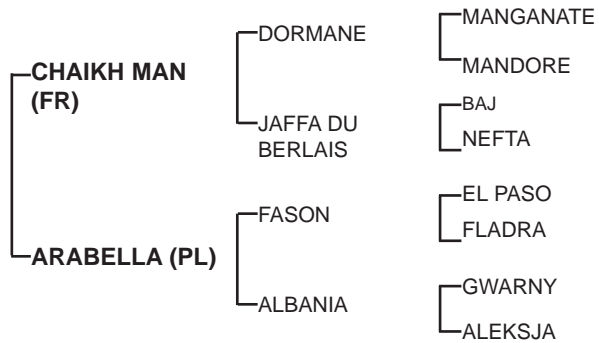 CHAIKH MAN
(FR)
DORMANE
MANGANATE
MANDORE
JAFFA DU
BERLAIS
BAJ
NEFTA
ARABELLA (PL)
FASON
EL PASO
FLADRA
ALBANIA
GWARNY
ALEKSJA